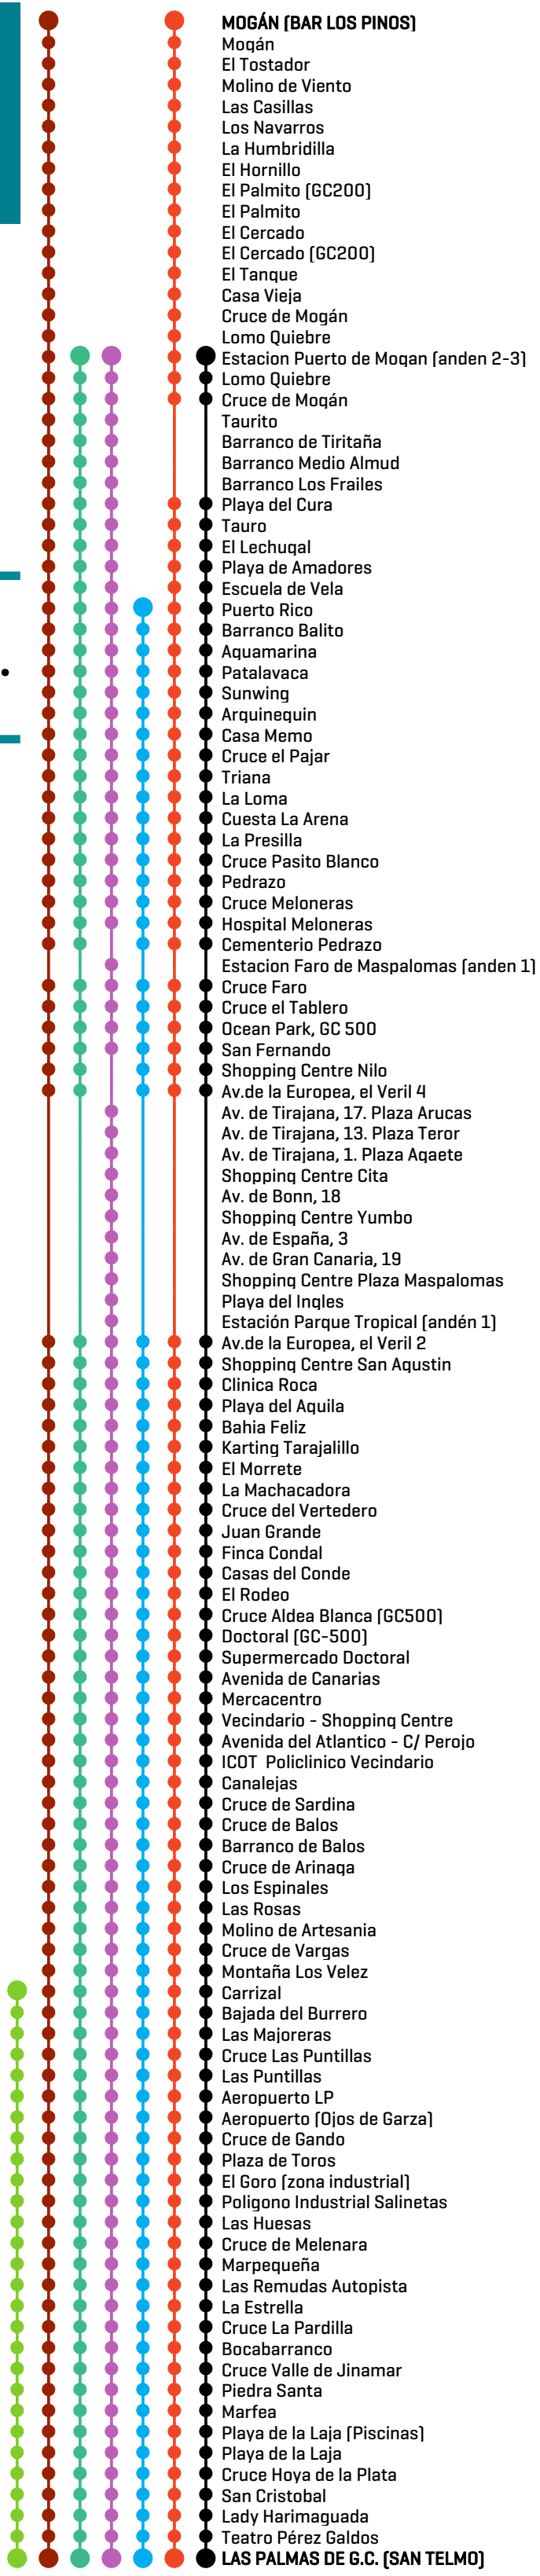 MOGÁN (BAR LOS PINOS)
Mogán
El Tostador
Molino de Viento
Las Casillas
Los Navarros
La Humbridilla
El Hornillo
El Palmito (GC200)
El Palmito
El Cercado
El Cercado (GC200)
El Tanque
Casa Vieja
Cruce de Mogán
Lomo Quiebre
Estacion Puerto de Mogan (anden 2-3)
Lomo Quiebre
Cruce de Mogán
Taurito
Barranco de Tiritaña
Barranco Medio Almud
Barranco Los Frailes
Playa del Cura
Tauro
El Lechugal
Playa de Amadores
Escuela de Vela
Puerto Rico
Barranco Balito
Aquamarina
Patalavaca
Sunwing
Arguineguin
Casa Memo
Cruce el Pajar
Triana
La Loma
Cuesta La Arena
La Presilla
Cruce Pasito Blanco
Pedrazo
Cruce Meloneras
Hospital Meloneras
Cementerio Pedrazo
Estacion Faro de Maspalomas (anden 1)
Cruce Faro
Cruce el Tablero
Ocean Park, GC 500
San Fernando
Shopping Centre Nilo
Av.de la Europea, el Veril 4
Av. de Tirajana, 17. Plaza Arucas
Av. de Tirajana, 13. Plaza Teror
Av. de Tirajana, 1. Plaza Agaete
Shopping Centre Cita
Av. de Bonn, 18
Shopping Centre Yumbo
Av. de España, 3
Av. de Gran Canaria, 19
Shopping Centre Plaza Maspalomas
Playa del Ingles
Estación Parque Tropical (andén 1)
Av.de la Europea, el Veril 2
Shopping Centre San Agustin
Clinica Roca
Playa del Aguila
Bahia Feliz
Karting Tarajalillo
El Morrete
La Machacadora
Cruce del Vertedero
Juan Grande
Finca Condal
Casas del Conde
El Rodeo
Cruce Aldea Blanca (GC500)
Doctoral (GC-500)
Supermercado Doctoral
Avenida de Canarias
Mercacentro
Vecindario - Shopping Centre
Avenida del Atlantico - C/ Perojo
ICOT Policlinico Vecindario
Canalejas
Cruce de Sardina
Cruce de Balos
Barranco de Balos
Cruce de Arinaga
Los Espinales
Las Rosas
Molino de Artesania
Cruce de Vargas
Montaña Los Velez
Carrizal
Bajada del Burrero
Las Majoreras
Cruce Las Puntillas
Las Puntillas
Aeropuerto LP
Aeropuerto (Ojos de Garza)
Cruce de Gando
Plaza de Toros
El Goro (zona industrial)
Poligono Industrial Salinetas
Las Huesas
Cruce de Melenara
Marpequeña
Las Remudas Autopista
La Estrella
Cruce La Pardilla
Bocabarranco
Cruce Valle de Jinamar
Piedra Santa
Marfea
Playa de la Laja (Piscinas)
Playa de la Laja
Cruce Hoya de la Plata
San Cristobal
Lady Harimaguada
Teatro Pérez Galdos
LAS PALMAS DE G.C. (SAN TELMO)